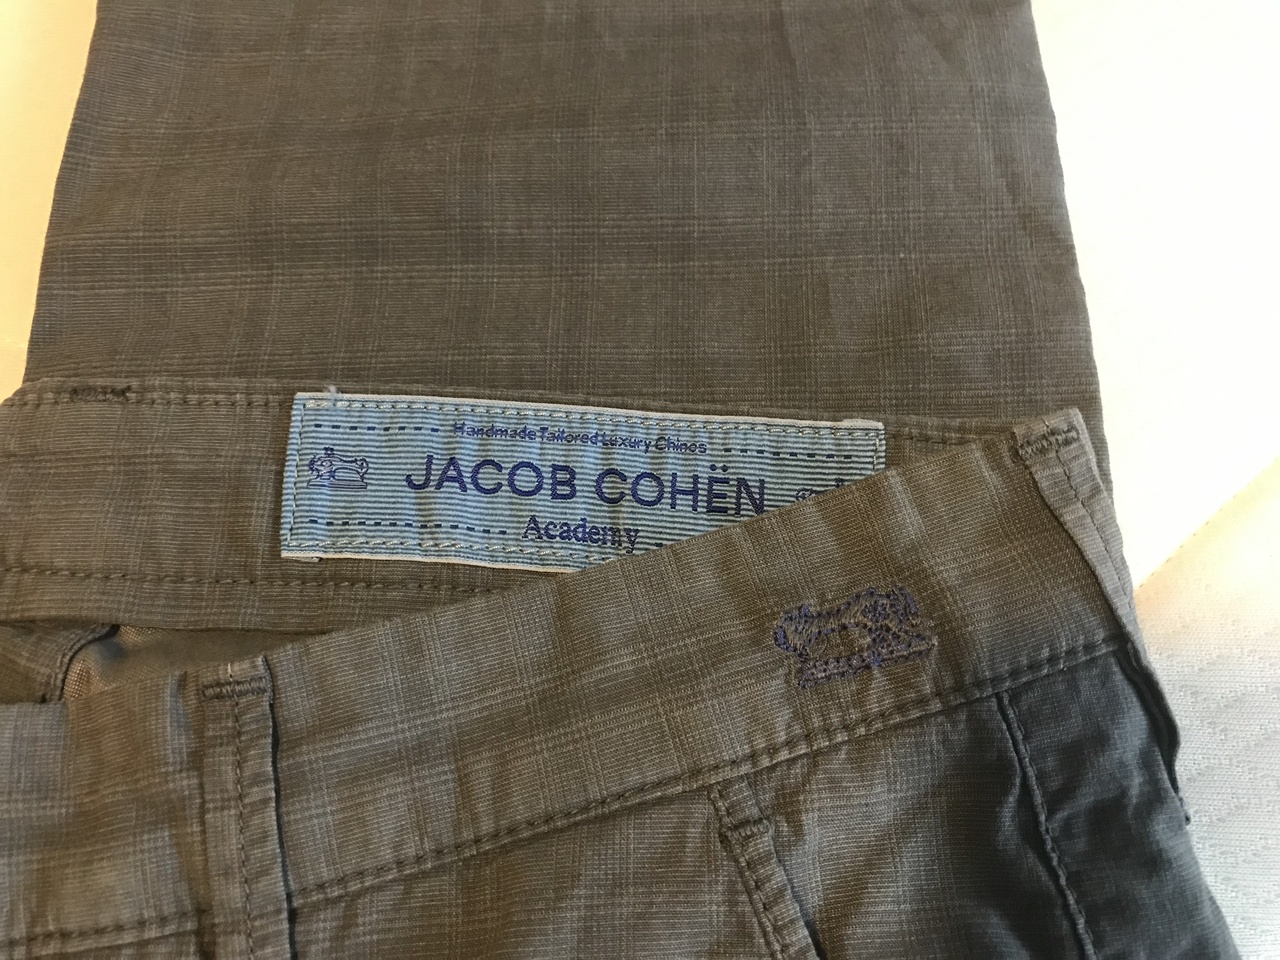 Handmade Tailored Luxury Chinos
JACOB COHËN
Academy